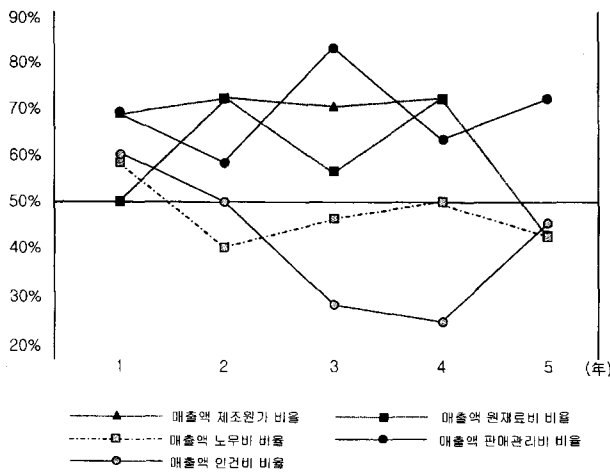 90%
80%
70%
60%
50%
40%
30%
20%
1 2 3 4 5 (年)
매출액 제조원가 비율
매출액 원재료비 비율
매출액 노무비 비율
매출액 판매관리비 비율
매출액 인건비 비율